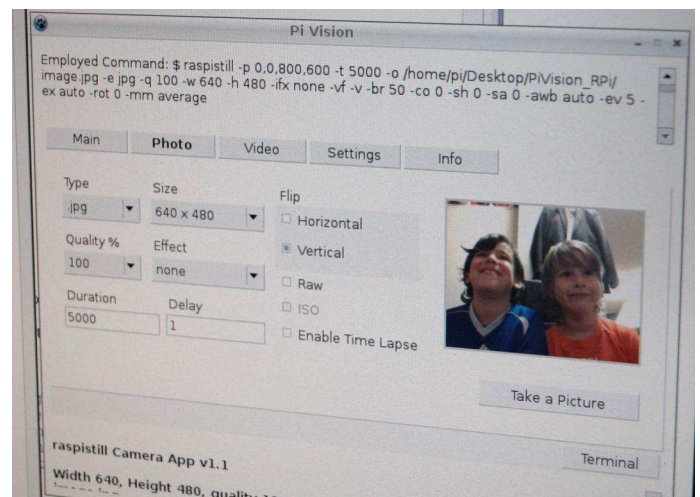 Pi Vision
Employed Command: $ raspistill -p 0,0,800,600 -t 5000 -o /home/pi/Desktop/PiVision_RPi/
image.jpg -e jpg -q 100 -w 640 -h 480 -ifx none -vf -v -br 50 -co 0 -sh 0 -sa 0 -awb auto -ev 5 -
ex auto -rot 0 -mm average
Main Photo Video Settings Info
Type Size Flip
.jpg 640 x 480 Horizontal
Quality % Effect Vertical
100 none Raw
Duration Delay ISO
5000 1 Enable Time Lapse
Take a Picture
Terminal
raspistill Camera App v1.1
Width 640, Height 480, quality